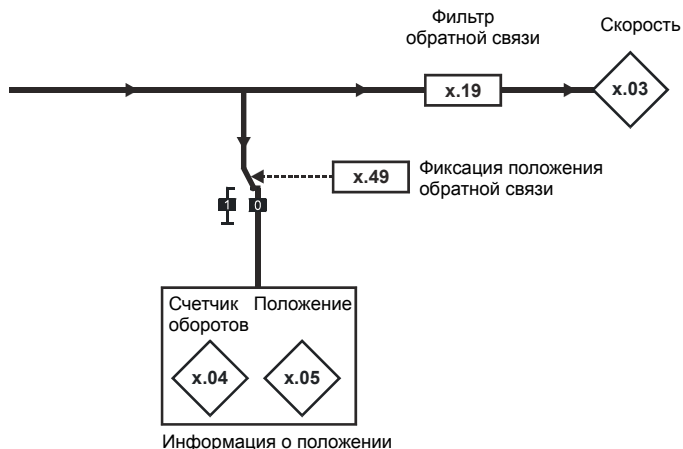 Фильтр
обратной связи
Скорость
x.19
x.03
x.49
Фиксация положения
обратной связи
1
0
Счетчик
оборотов
Положение
x.04
x.05
Информация о положении